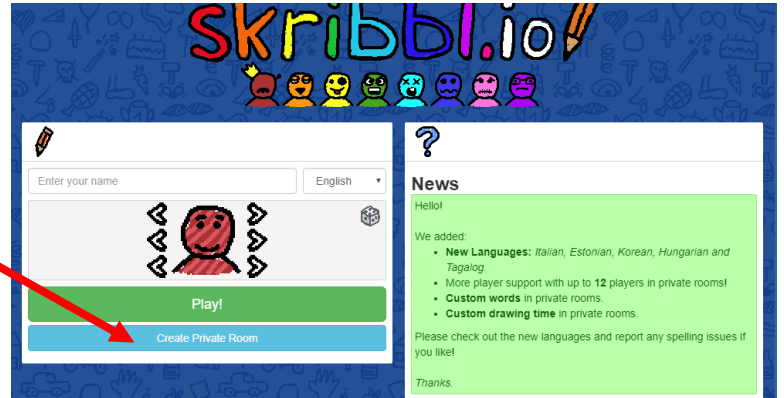 skribbl.io
Enter your name
English
Play!
Create Private Room
News
Hello!
We added:
New Languages: Italian, Estonian, Korean, Hungarian and
Tagalog.
More player support with up to 12 players in private rooms!
Custom words in private rooms.
Custom drawing time in private rooms.
Please check out the new languages and report any spelling issues if
you like!
Thanks.